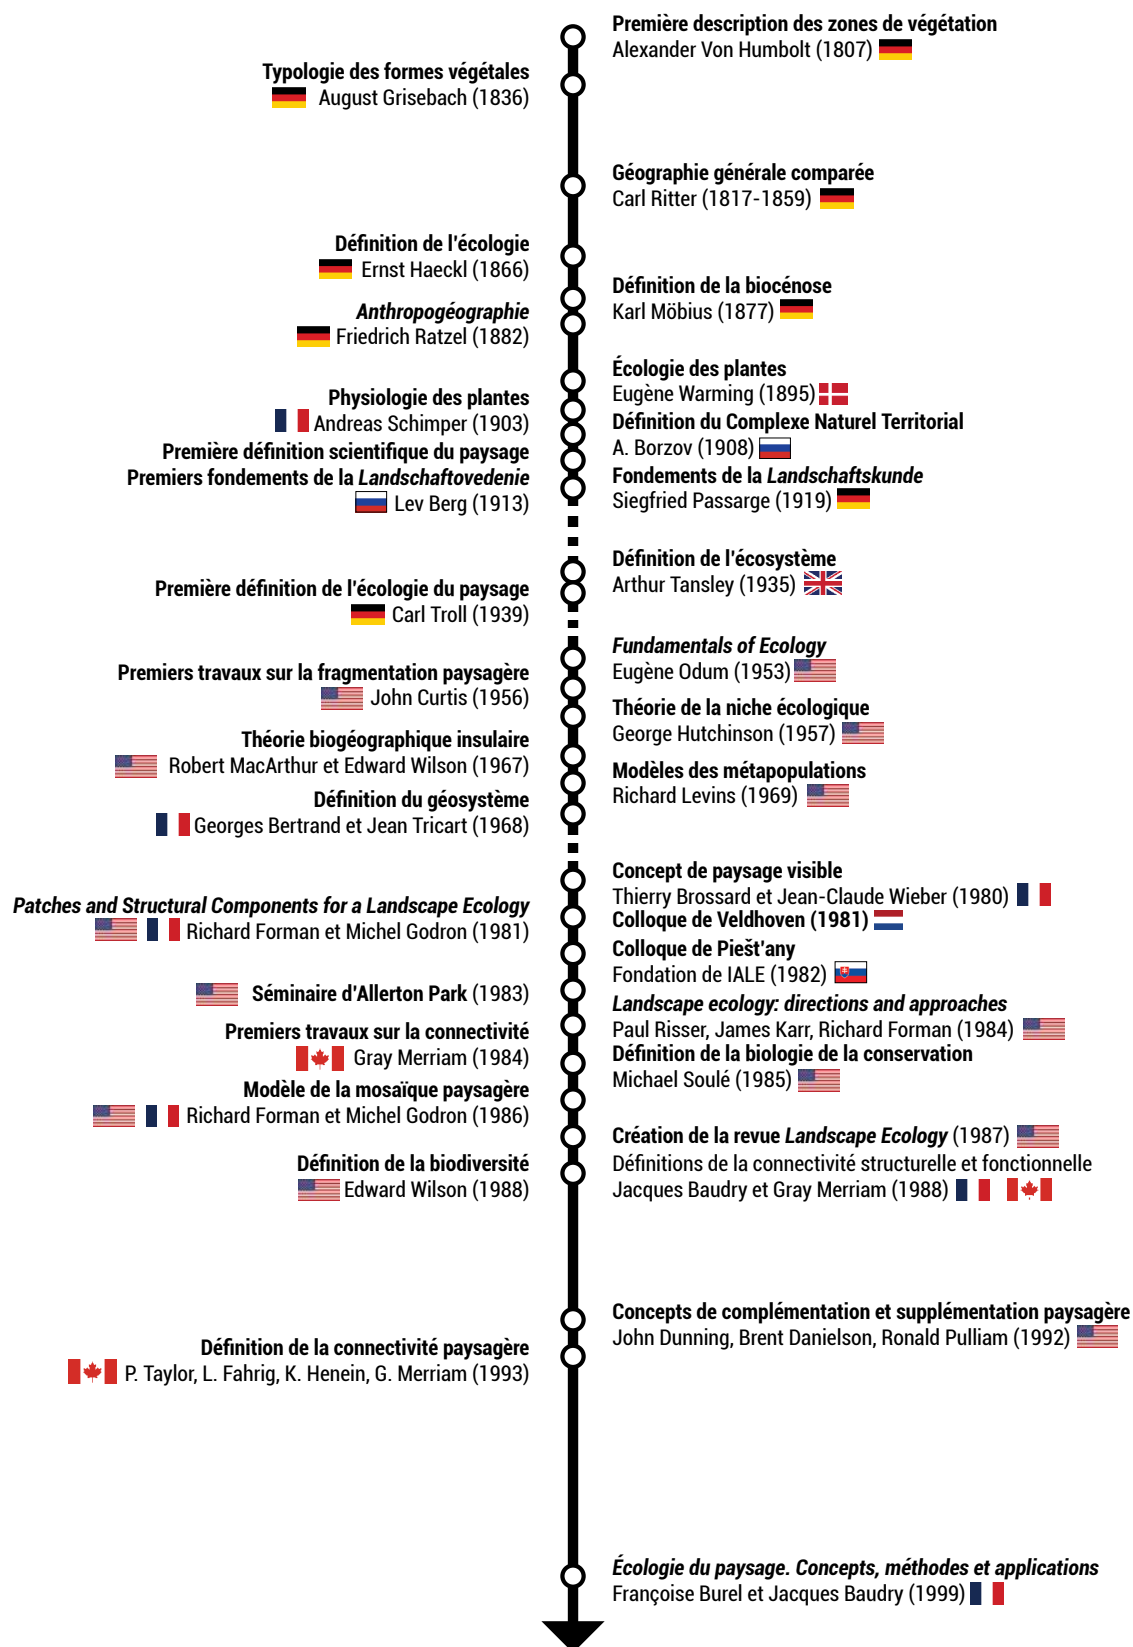 Première description des zones de végétation
Alexander Von Humbolt (1807)
Typologie des formes végétales
August Grisebach (1836)
Géographie générale comparée
Carl Ritter (1817-1859)
Définition de l'écologie
Ernst Haeckl (1866)
Définition de la biocénose
Karl Möbius (1877)
Anthropogéographie
Friedrich Ratzel (1882)
Écologie des plantes
Eugène Warming (1895)
Physiologie des plantes
Andreas Schimper (1903)
Définition du Complexe Naturel Territorial
A. Borzov (1908)
Première définition scientifique du paysage
Premiers fondements de la Landschaftovedenie
Lev Berg (1913)
Fondements de la Landschaftskunde
Siegfried Passarge (1919)
Définition de l'écosystème
Arthur Tansley (1935)
Première définition de l'écologie du paysage
Carl Troll (1939)
Fundamentals of Ecology
Eugène Odum (1953)
Premiers travaux sur la fragmentation paysagère
John Curtis (1956)
Théorie de la niche écologique
George Hutchinson (1957)
Théorie biogéographique insulaire
Robert MacArthur et Edward Wilson (1967)
Modèles des métapopulations
Richard Levins (1969)
Définition du géosystème
Georges Bertrand et Jean Tricart (1968)
Concept de paysage visible
Thierry Brossard et Jean-Claude Wieber (1980)
Patches and Structural Components for a Landscape Ecology
Richard Forman et Michel Godron (1981)
Colloque de Veldhoven (1981)
Colloque de Piešt'any
Fondation de IALE (1982)
Séminaire d'Allerton Park (1983)
Landscape ecology: directions and approaches
Paul Risser, James Karr, Richard Forman (1984)
Premiers travaux sur la connectivité
Gray Merriam (1984)
Définition de la biologie de la conservation
Michael Soulé (1985)
Modèle de la mosaïque paysagère
Richard Forman et Michel Godron (1986)
Création de la revue Landscape Ecology (1987)
Définition de la biodiversité
Edward Wilson (1988)
Définitions de la connectivité structurelle et fonctionnelle
Jacques Baudry et Gray Merriam (1988)
Concepts de complémentation et supplémentation paysagère
John Dunning, Brent Danielson, Ronald Pulliam (1992)
Définition de la connectivité paysagère
P. Taylor, L. Fahrig, K. Henein, G. Merriam (1993)
Écologie du paysage. Concepts, méthodes et applications
Françoise Burel et Jacques Baudry (1999)